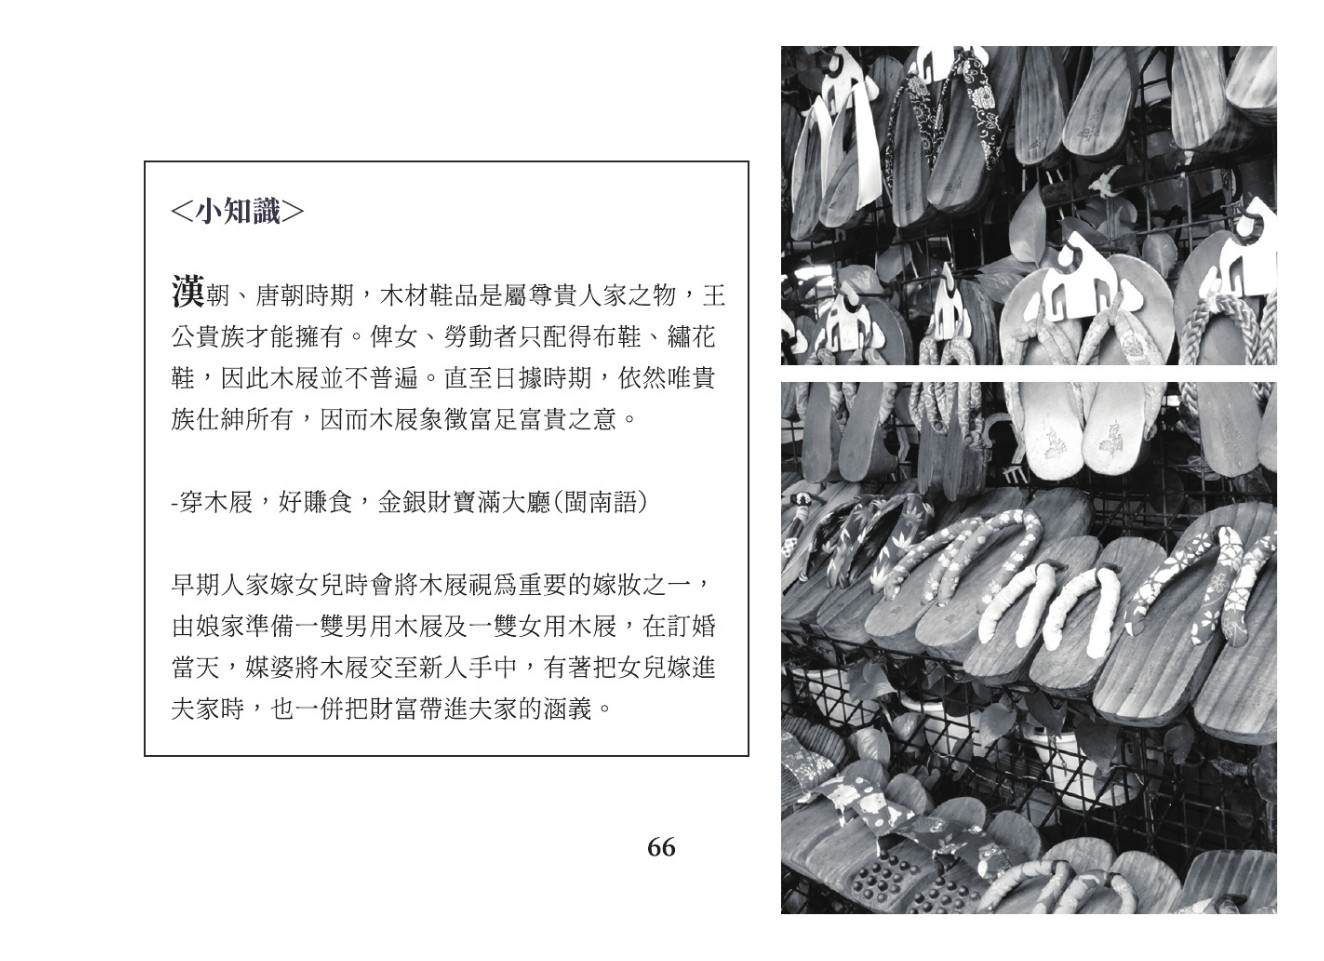 <小知識>
漢朝、唐朝時期，木材鞋品是屬尊貴人家之物，王
公貴族才能擁有。俾女、勞動者只配得布鞋、繡花
鞋，因此木屐並不普遍。直至日據時期，依然唯貴
族仕紳所有，因而木屐象徵富足富貴之意。
-穿木屐，好賺食，金銀財寶滿大廳(閩南語)
早期人家嫁女兒時會將木屐視為重要的嫁妝之一，
由娘家準備一雙男用木屐及一雙女用木屐，在訂婚
當天，媒婆將木屐交至新人手中，有著把女兒嫁進
夫家時，也一併把財富帶進夫家的涵義。
66